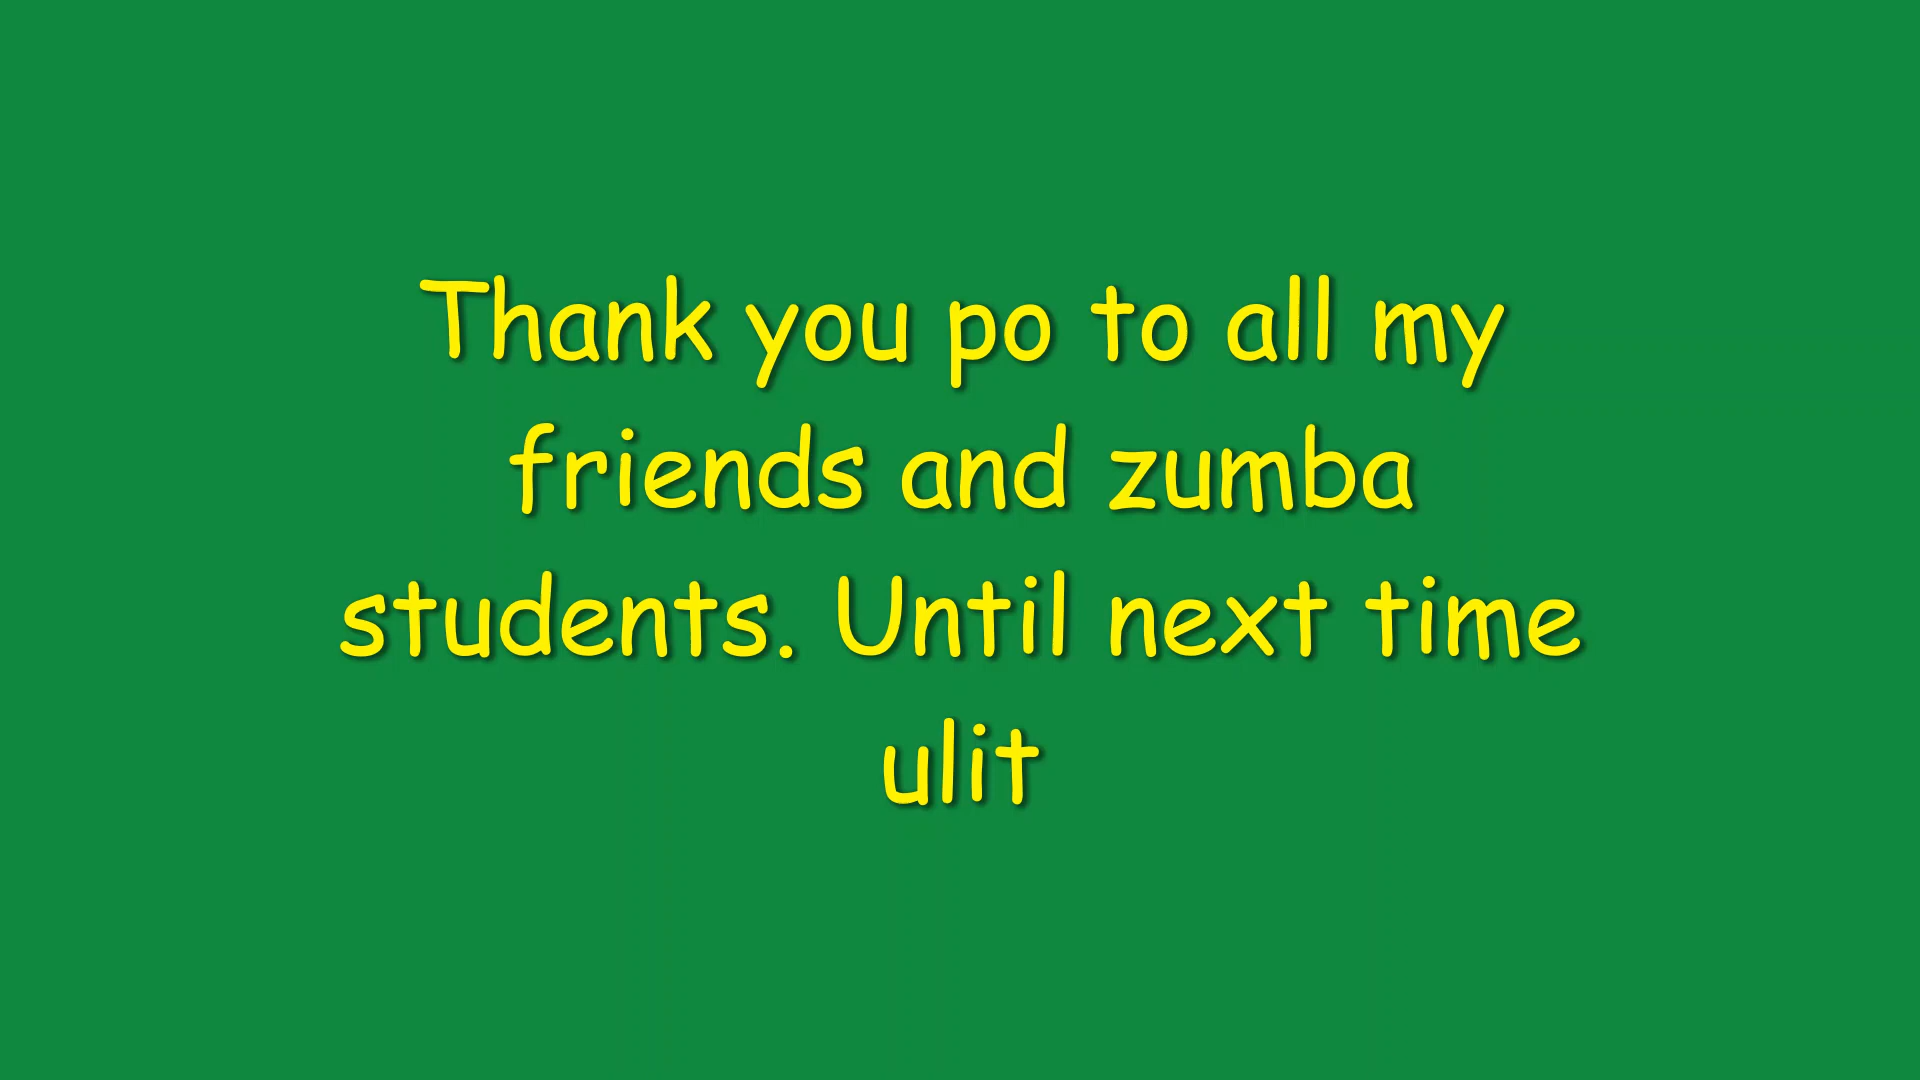 Thank you po to all my
friends and zumba
students. Until next time
ulit